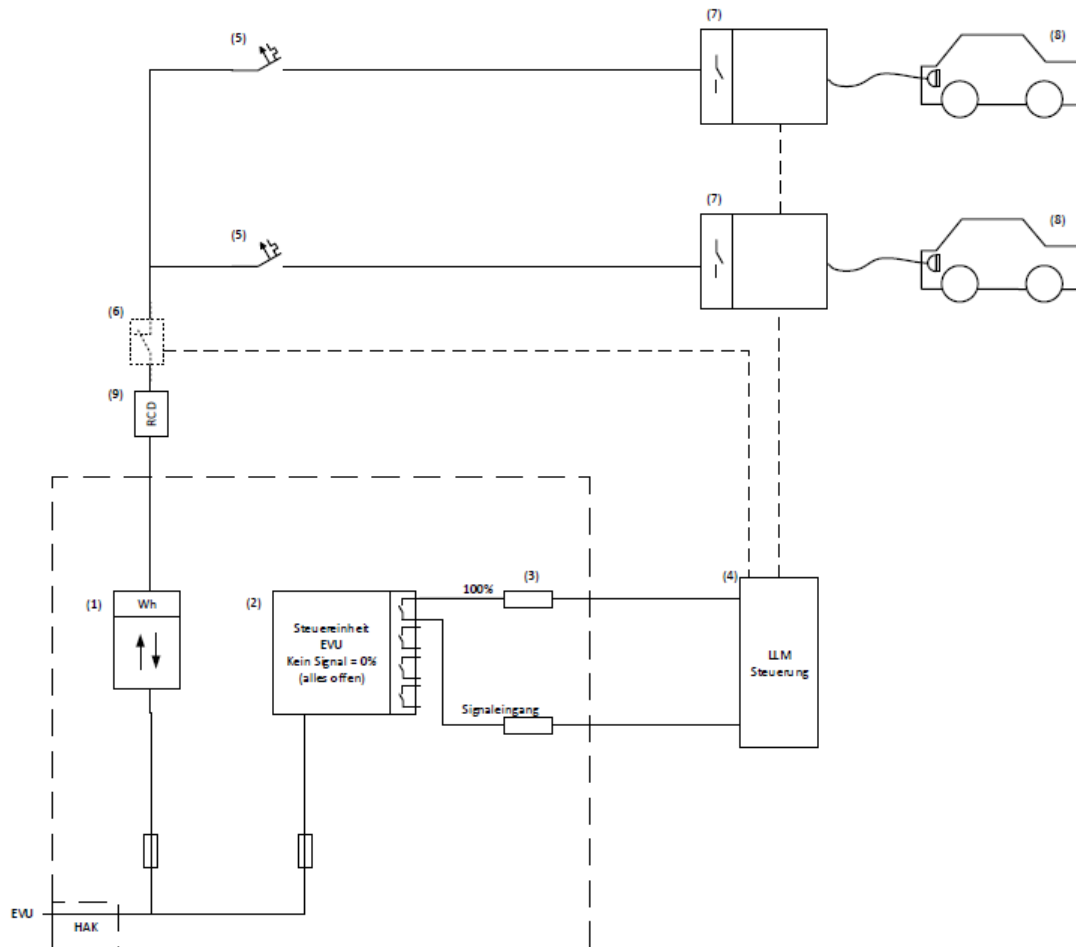 (5)
(7)
(8)
(5)
(7)
(8)
(6)
(9)
RCD
(1)
Wh
(2)
Steuereinheit
EVU
Kein Signal = 0%
(alles offen)
100%
(3)
Signaleingang
(4)
LLM
Steuerung
EVU
HAK